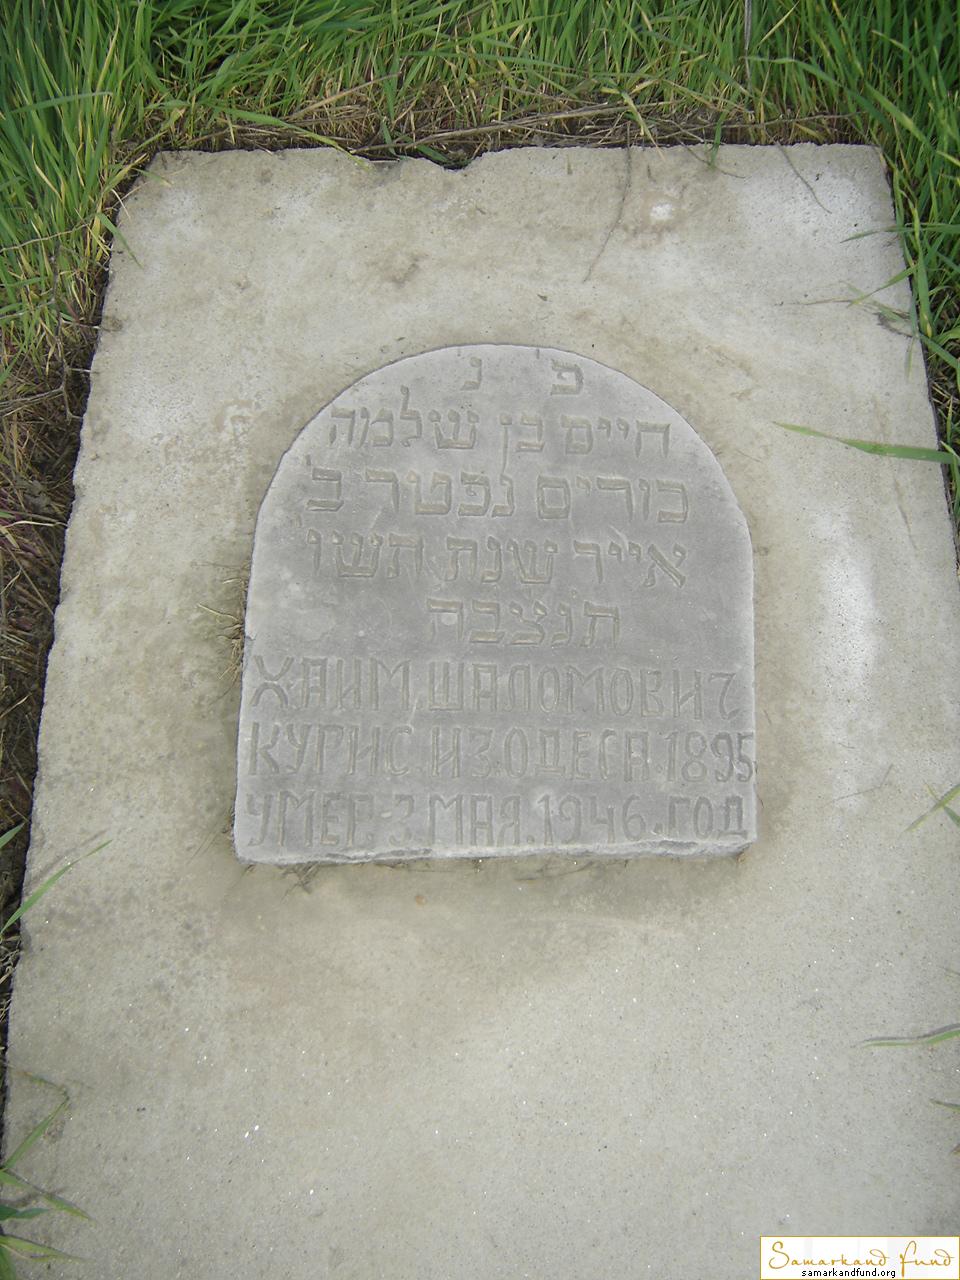 פ נ
חיים בן שלמה
כורים נפטר ב
אייר שנת תשו
תנצבה
ХАИМ ШАЛОМОВИЧ
КУРИС ИЗ ОДЕСА 1895
УМЕР. 3 МАЯ. 1946. ГОД
Samarkand Fund
samarkandfund.org